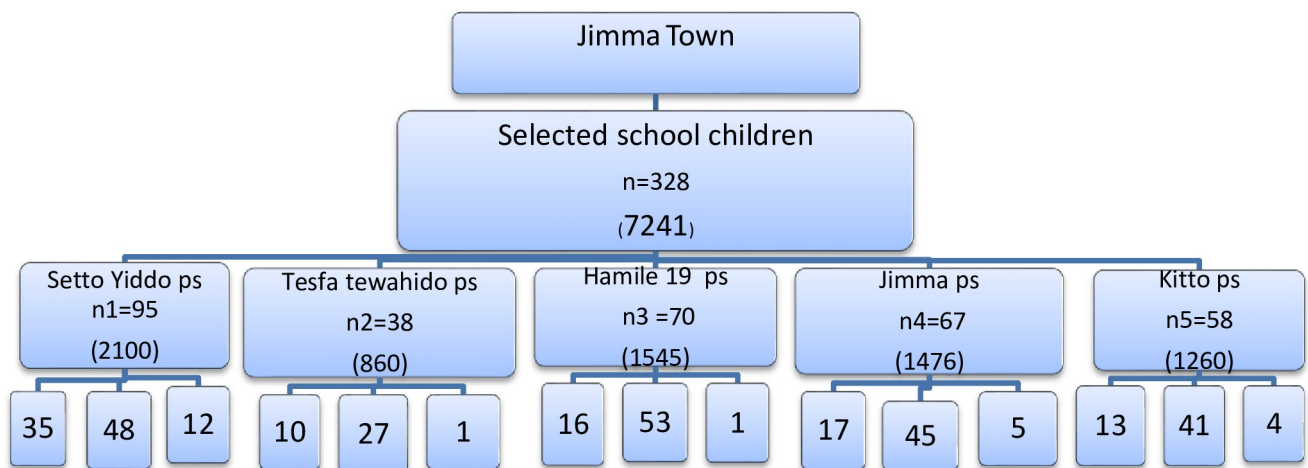 Jimma Town
Selected school children
n=328
(7241)
Setto Yiddo ps
n1=95
(2100)
Tesfa tewahido ps
n2=38
(860)
Hamile 19 ps
n3 =70
(1545)
Jimma ps
n4=67
(1476)
Kitto ps
n5=58
(1260)
35
48
12
10
27
1
16
53
1
17
45
5
13
41
4